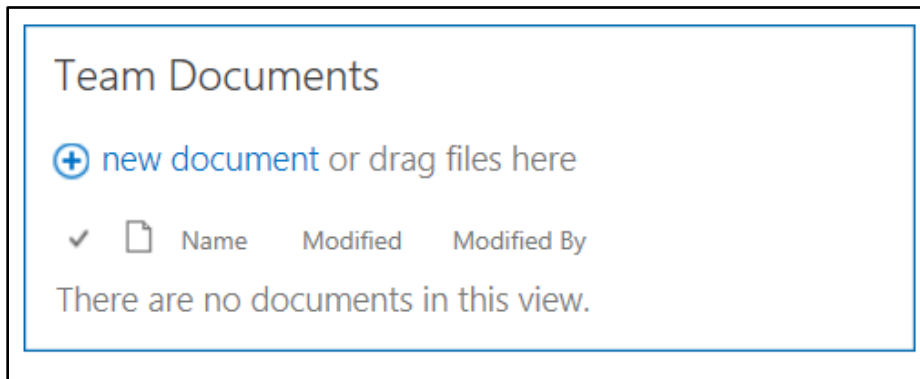 Team Documents
new document or drag files here
Name Modified Modified By
There are no documents in this view.